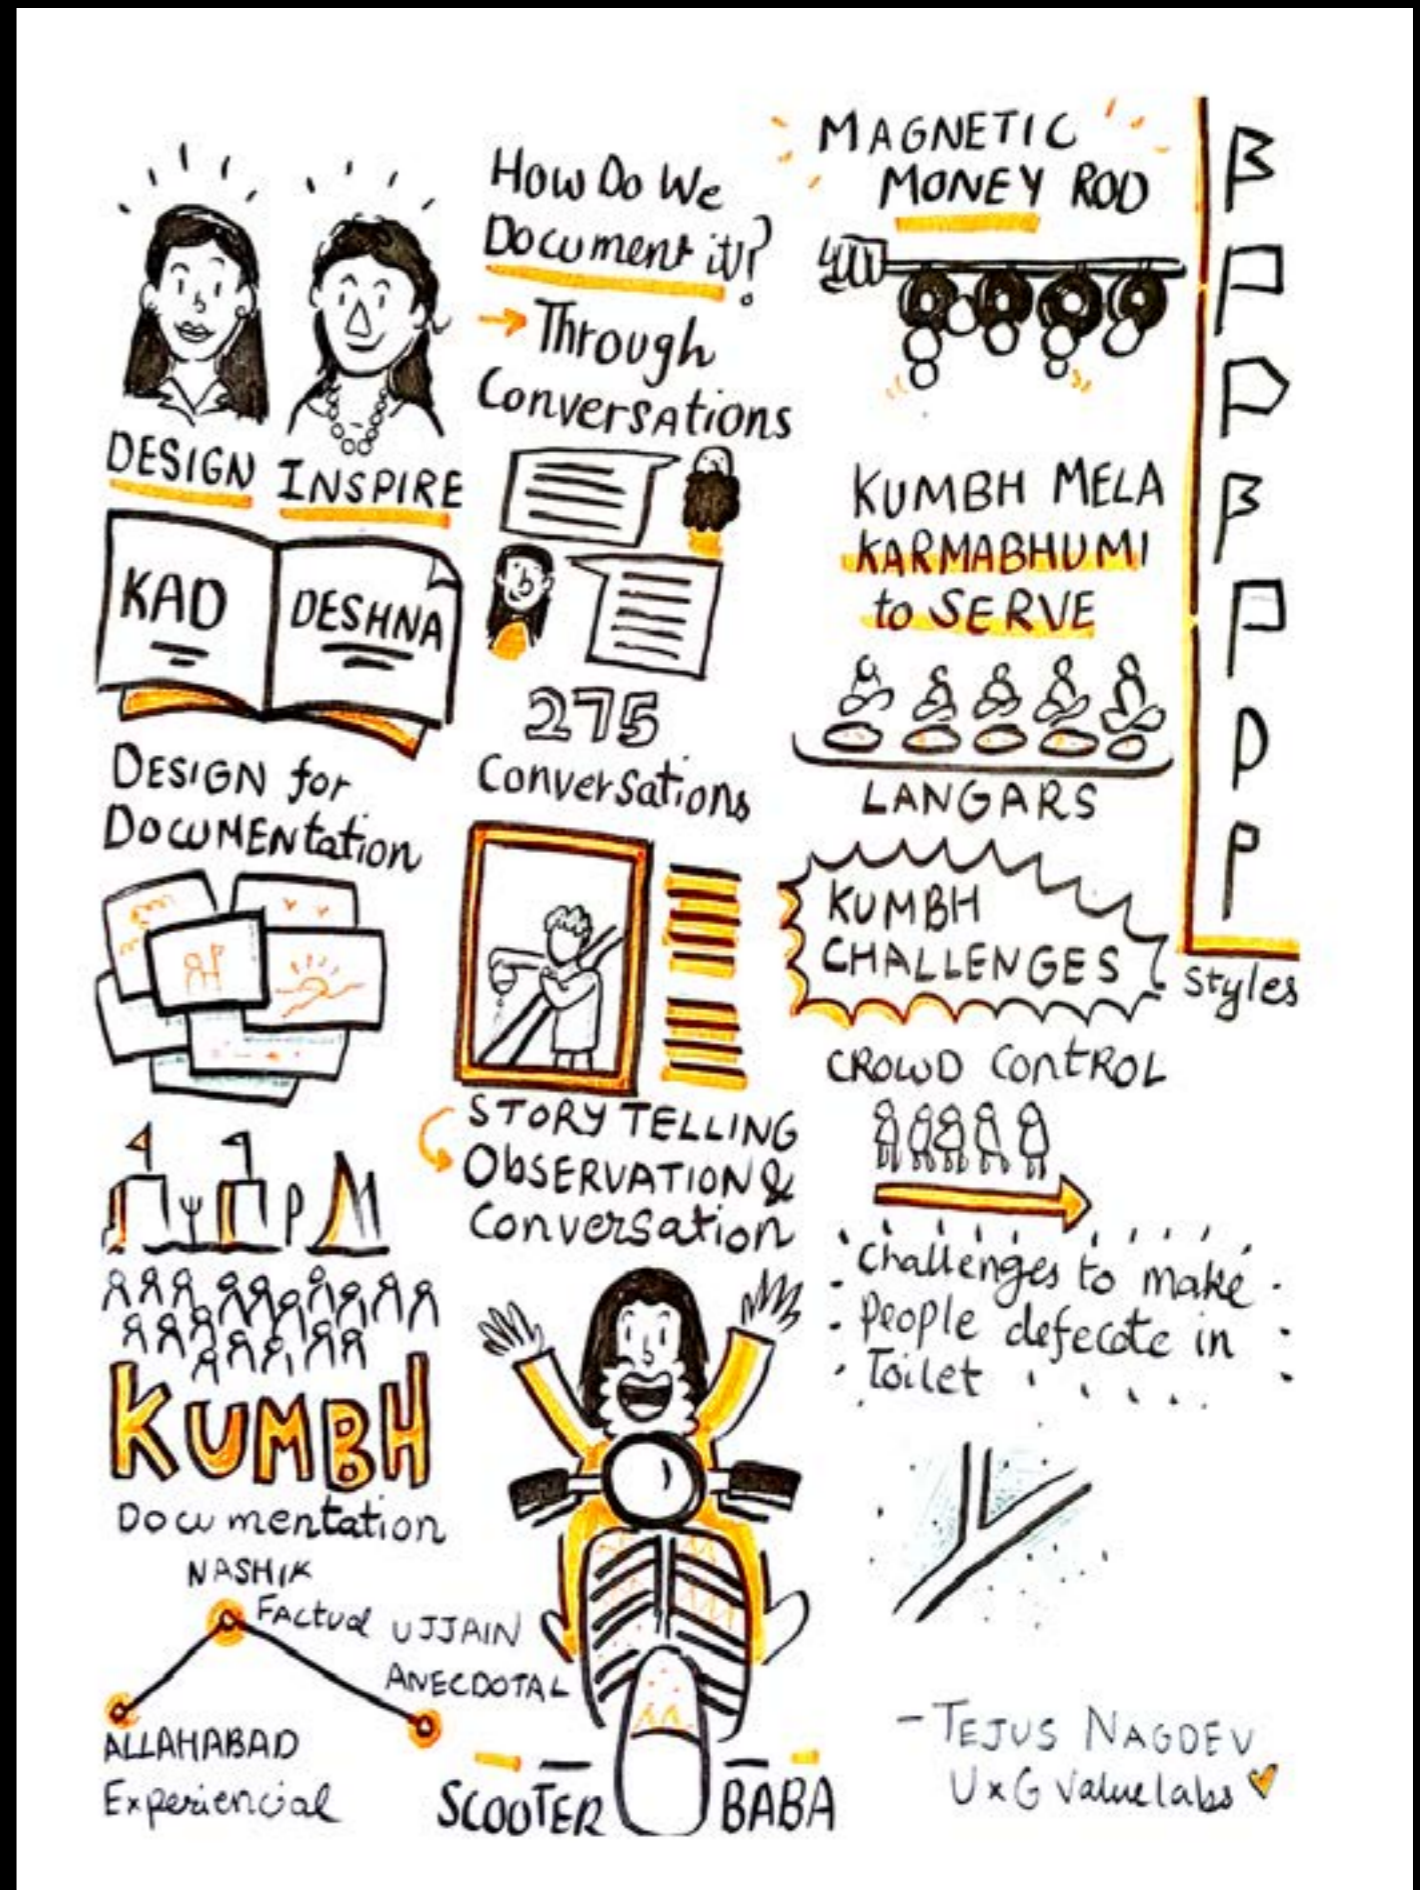 DESIGN INSPIRE
KAD
DESHNA
DESIGN for
DOCUMENtation
KUMBH
Documentation
NASHIK
Factual
UJJAIN
ANECDOTAL
ALLAHABAD
Experiencial
How Do We
Document it?
Through
Conversations
275
Conversations
STORY TELLING
ObSERVATION &
Conversation
SCOOTER BABA
MAGNETIC
MONEY ROD
KUMBH MELA
KARMABHUMI
to SERVE
LANGARS
KUMBH
CHALLENGES
CROWD CONTROL
Challenges to make
People defecate in
Toilet
P
P
P
P
P
P
P
Styles
- TEJUS NAGDEV
UxG Valuelabs